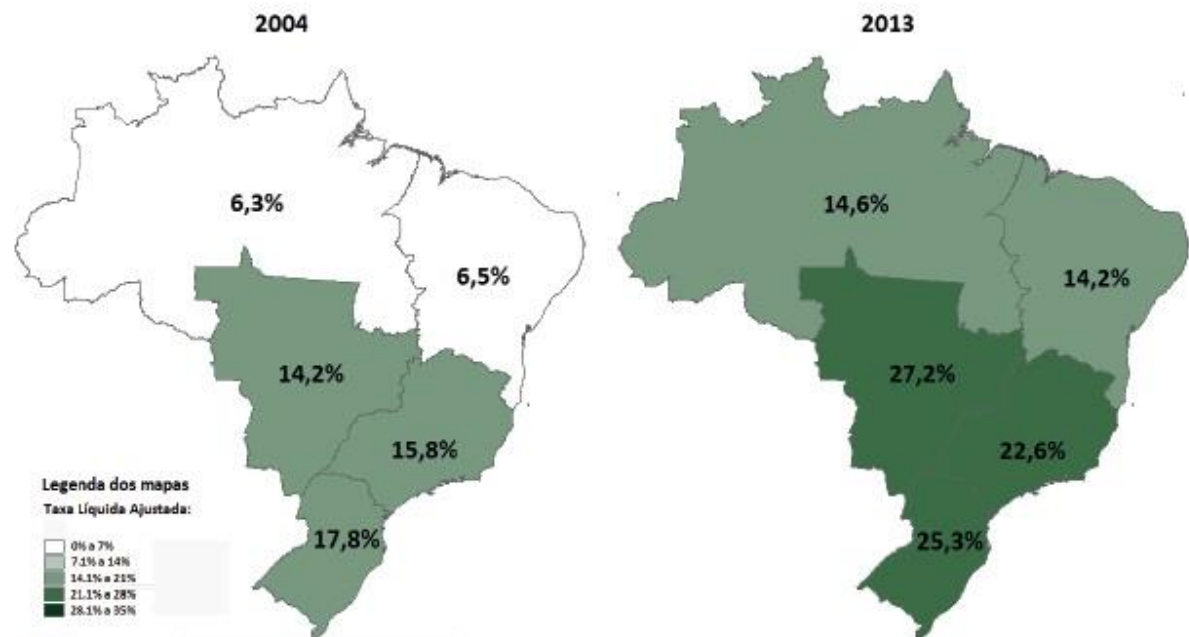 2004
6,3%
6,5%
14,2%
15,8%
17,8%
2013
14,6%
14,2%
27,2%
22,6%
25,3%
Legenda dos mapas
Taxa Líquida Ajustada:
0% a 7%
7.1% a 14%
14.1% a 21%
21.1% a 28%
28.1% a 35%